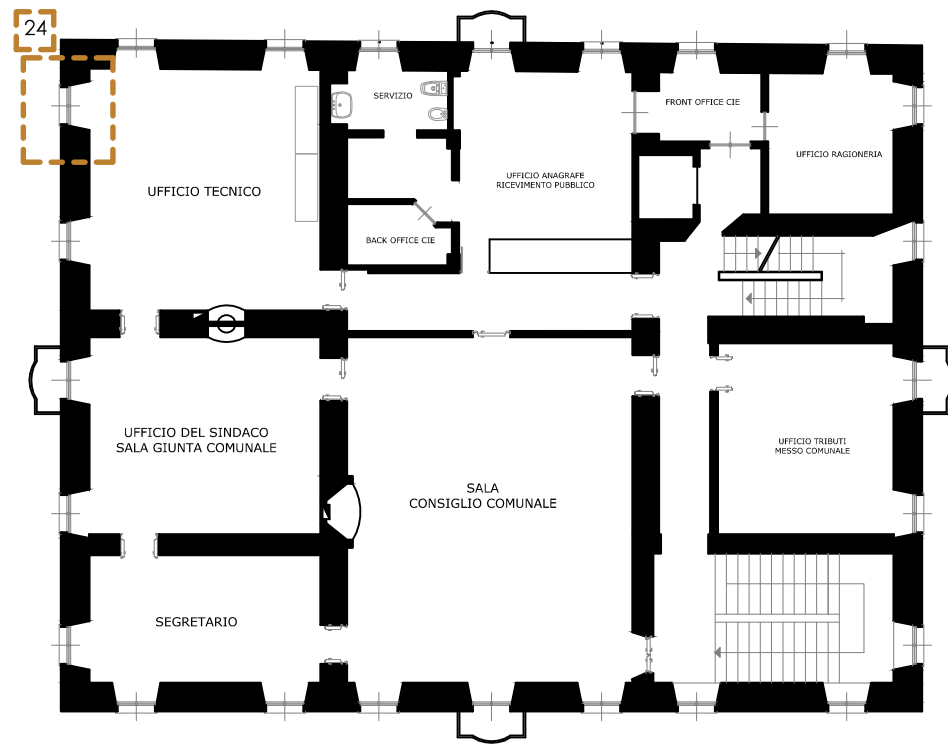 24
SERVIZIO
FRONT OFFICE CIE
UFFICIO RAGIONERIA
UFFICIO ANAGRAFE
RICEVIMENTO PUBBLICO
UFFICIO TECNICO
BACK OFFICE CIE
UFFICIO DEL SINDACO
SALA GIUNTA COMUNALE
UFFICIO TRIBUTI
MESSO COMUNALE
SALA
CONSIGLIO COMUNALE
SEGRETARIO